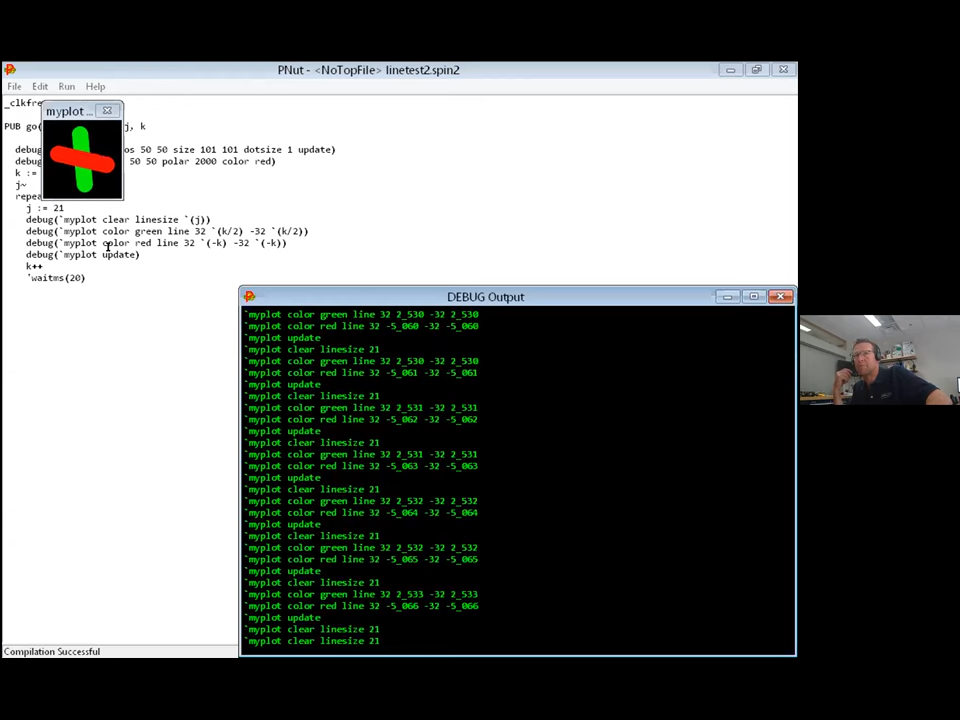 PNut - <NoTopFile> linetest2.spin2
File Edit Run Help
_clkfre
myplot ...
PUB go( j, k
debug os 50 50 size 101 101 dotsize 1 update)
debug 50 50 polar 2000 color red)
k :=
j~
repea
j := 21
debug(`myplot clear linesize `(j))
debug(`myplot color green line 32 `(k/2) -32 `(k/2))
debug(`myplot color red line 32 `(-k) -32 `(-k))
debug(`myplot update)
k++
'waitms(20)
DEBUG Output
`myplot color green line 32 2_530 -32 2_530
`myplot color red line 32 -5_060 -32 -5_060
`myplot update
`myplot clear linesize 21
`myplot color green line 32 2_530 -32 2_530
`myplot color red line 32 -5_061 -32 -5_061
`myplot update
`myplot clear linesize 21
`myplot color green line 32 2_531 -32 2_531
`myplot color red line 32 -5_062 -32 -5_062
`myplot update
`myplot clear linesize 21
`myplot color green line 32 2_531 -32 2_531
`myplot color red line 32 -5_063 -32 -5_063
`myplot update
`myplot clear linesize 21
`myplot color green line 32 2_532 -32 2_532
`myplot color red line 32 -5_064 -32 -5_064
`myplot update
`myplot clear linesize 21
`myplot color green line 32 2_532 -32 2_532
`myplot color red line 32 -5_065 -32 -5_065
`myplot update
`myplot clear linesize 21
`myplot color green line 32 2_533 -32 2_533
`myplot color red line 32 -5_066 -32 -5_066
`myplot update
`myplot clear linesize 21
`myplot clear linesize 21
Compilation Successful